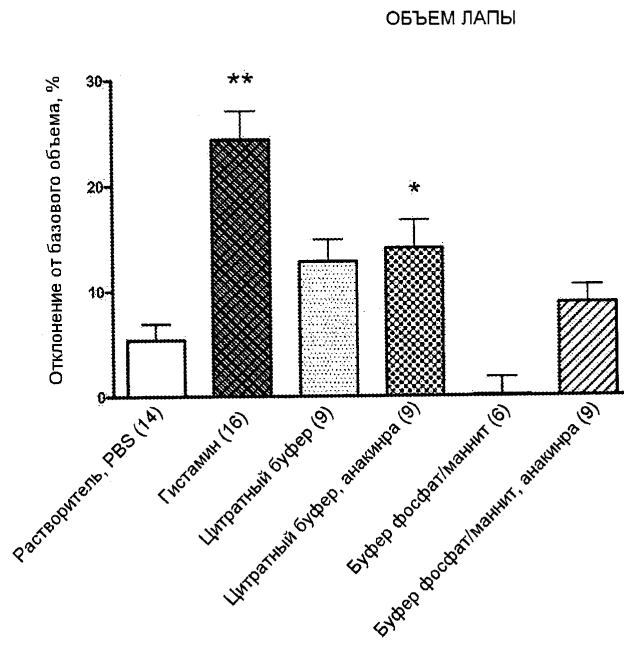 ОБЪЕМ ЛАПЫ
Отклонение от базового объема, %
30
20
10
0
**
*
Растворитель, PBS (14)
Гистамин (16)
Цитратный буфер (9)
Цитратный буфер, анакинра (9)
Буфер фосфат/маннит (6)
Буфер фосфат/маннит, анакинра (9)